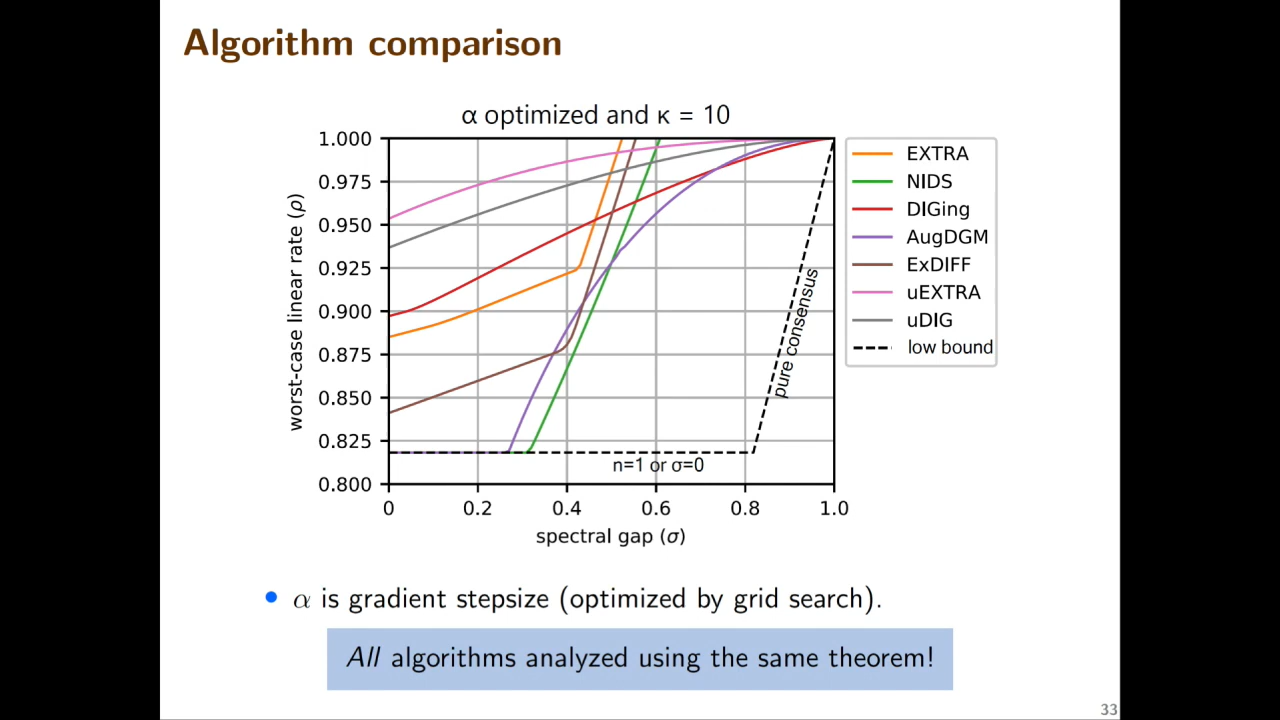 Algorithm comparison
α optimized and κ = 10
1.000
0.975
0.950
0.925
0.900
0.875
0.850
0.825
0.800
worst-case linear rate (ρ)
0 0.2 0.4 0.6 0.8 1.0
spectral gap (σ)
pure consensus
n=1 or σ=0
EXTRA
NIDS
DIGing
AugDGM
ExDIFF
uEXTRA
uDIG
low bound
• α is gradient stepsize (optimized by grid search).
All algorithms analyzed using the same theorem!
33